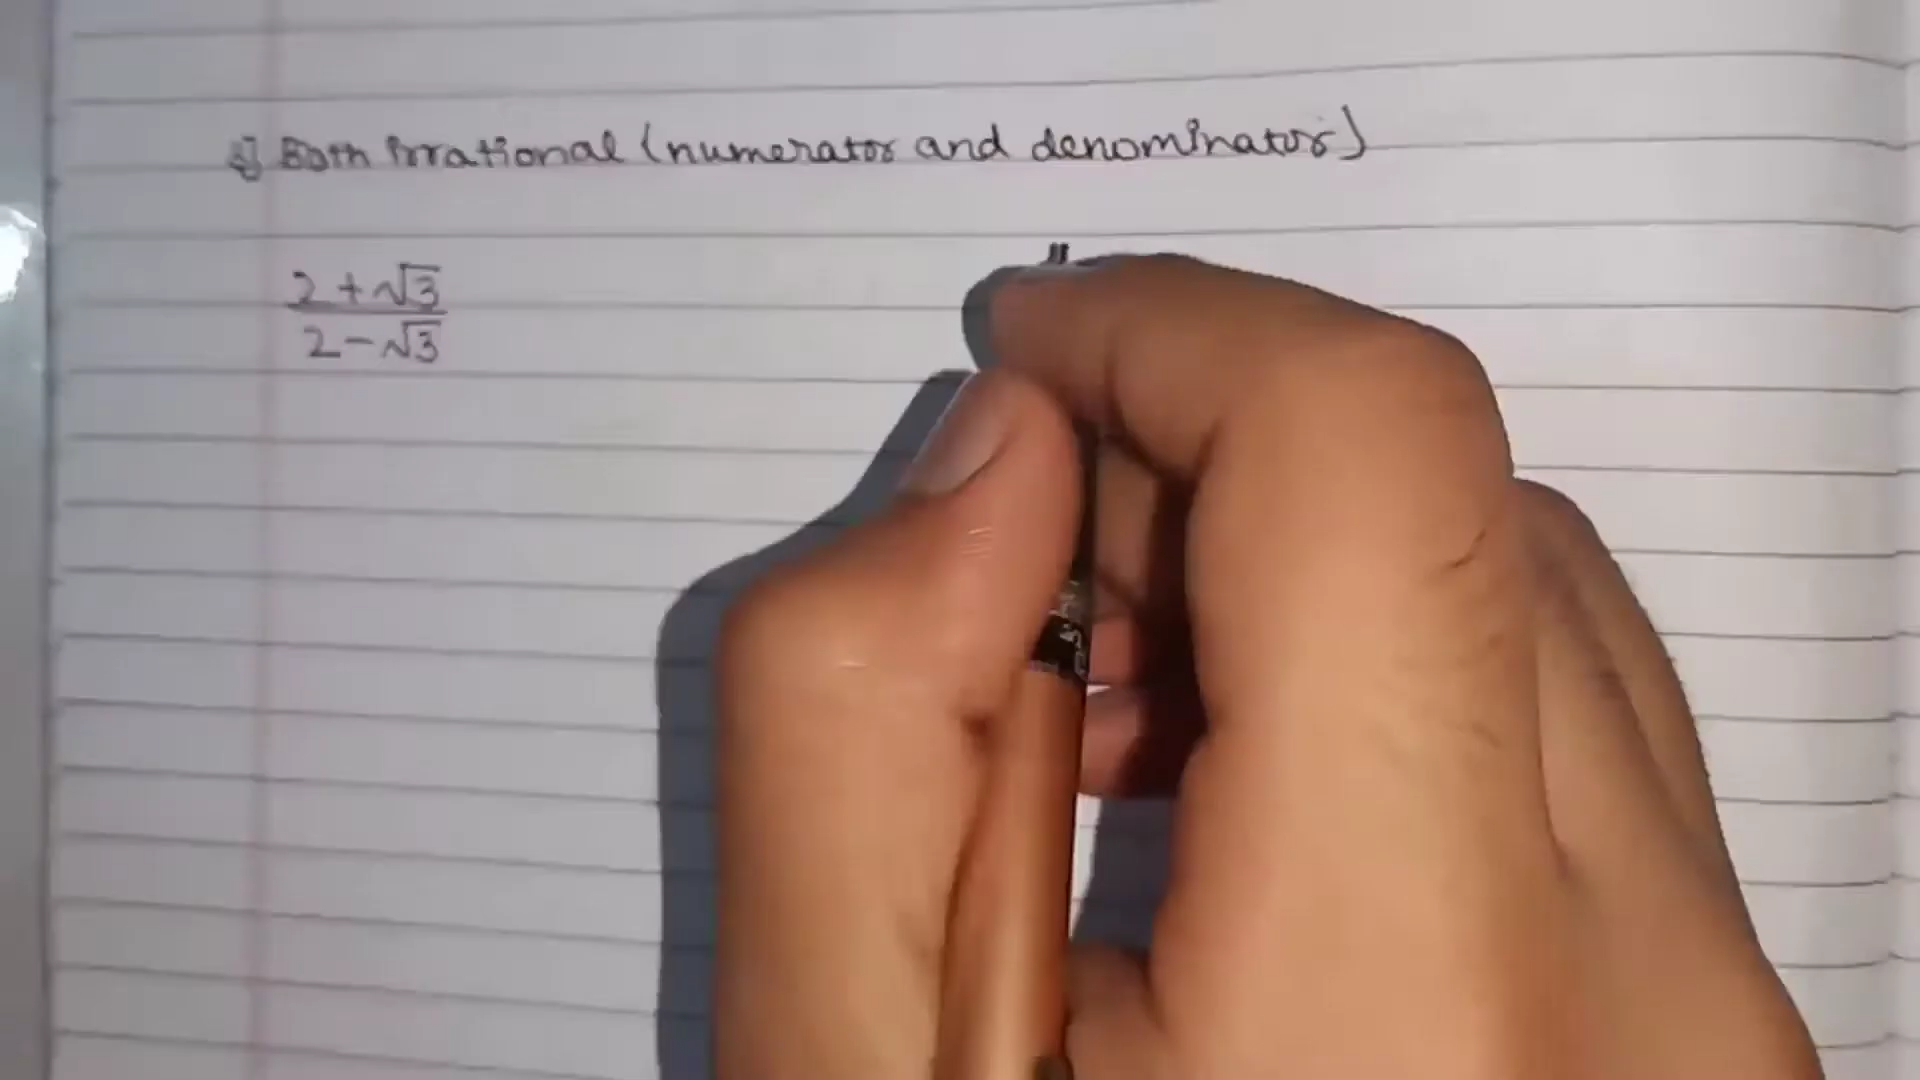 Both irrational (numerator and denominator)
2+√3
2-√3